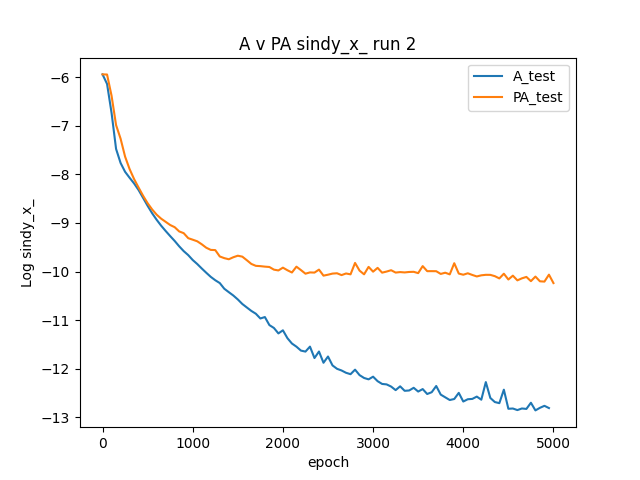 A v PA sindy_x_ run 2
A_test
PA_test
Log sindy_x_
−6
−7
−8
−9
−10
−11
−12
−13
0
1000
2000
3000
4000
5000
epoch